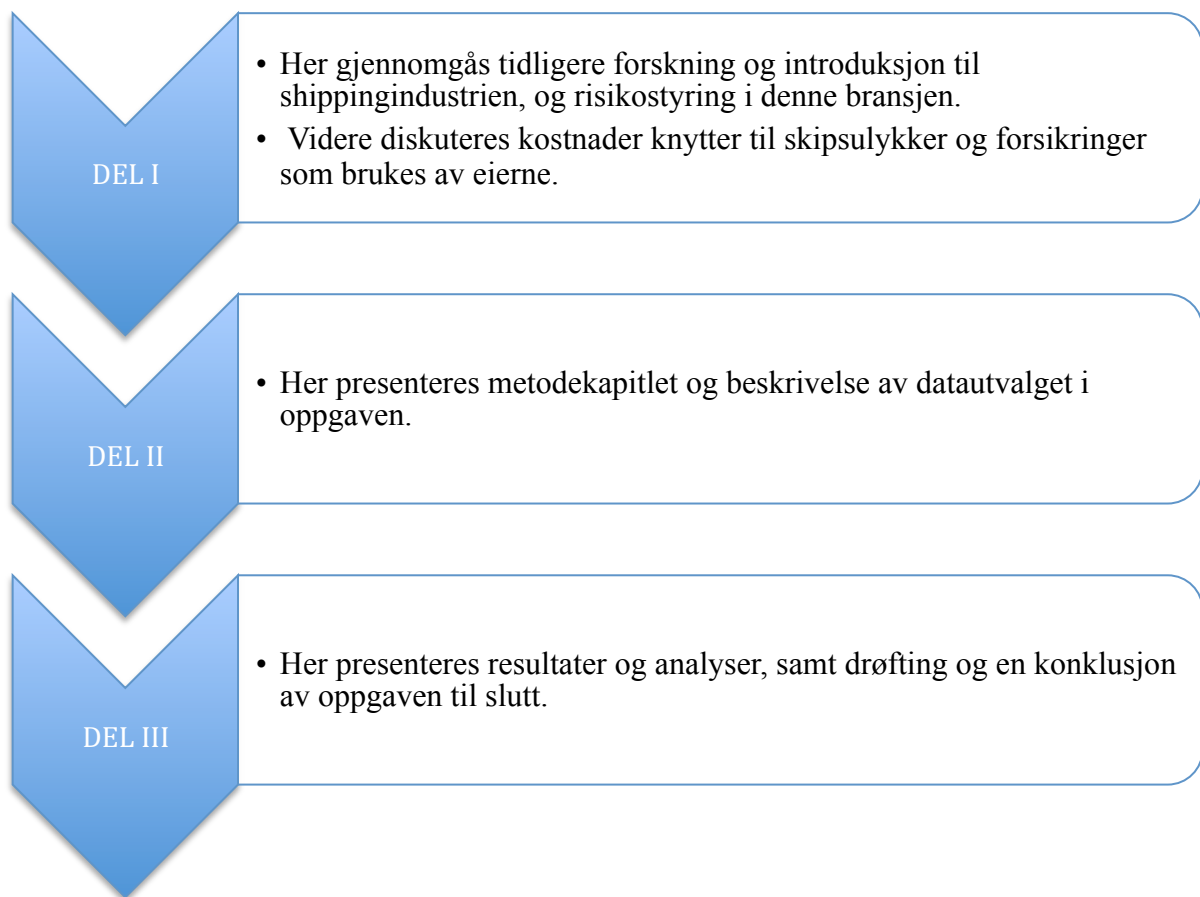 DEL I
• Her gjennomgås tidligere forskning og introduksjon til
shippingindustrien, og risikostyring i denne bransjen.
• Videre diskuteres kostnader knytter til skipsulykker og forsikringer
som brukes av eierne.
DEL II
• Her presenteres metodekapitlet og beskrivelse av datautvalget i
oppgaven.
DEL III
• Her presenteres resultater og analyser, samt drøfting og en konklusjon
av oppgaven til slutt.